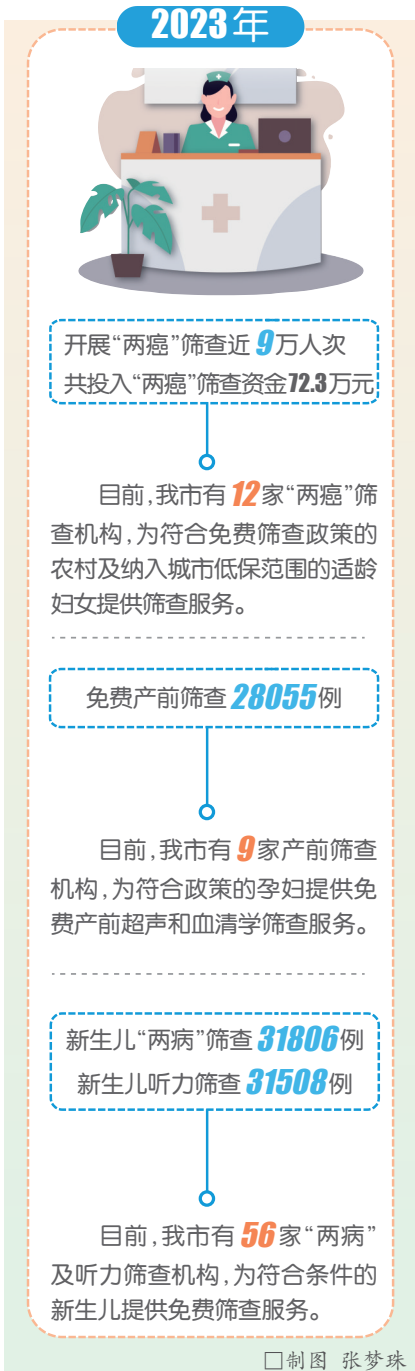 2023年
开展“两癌”筛查近9万人次
共投入“两癌”筛查资金72.3万元
目前,我市有12家“两癌”筛
查机构,为符合免费筛查政策的
农村及纳入城市低保范围的适龄
妇女提供筛查服务。
免费产前筛查28055例
目前,我市有9家产前筛查
机构,为符合政策的孕妇提供免
费产前超声和血清学筛查服务。
新生儿“两病”筛查31806例
新生儿听力筛查31508例
目前,我市有56家“两病”
及听力筛查机构,为符合条件的
新生儿提供免费筛查服务。
□制图 张梦珠